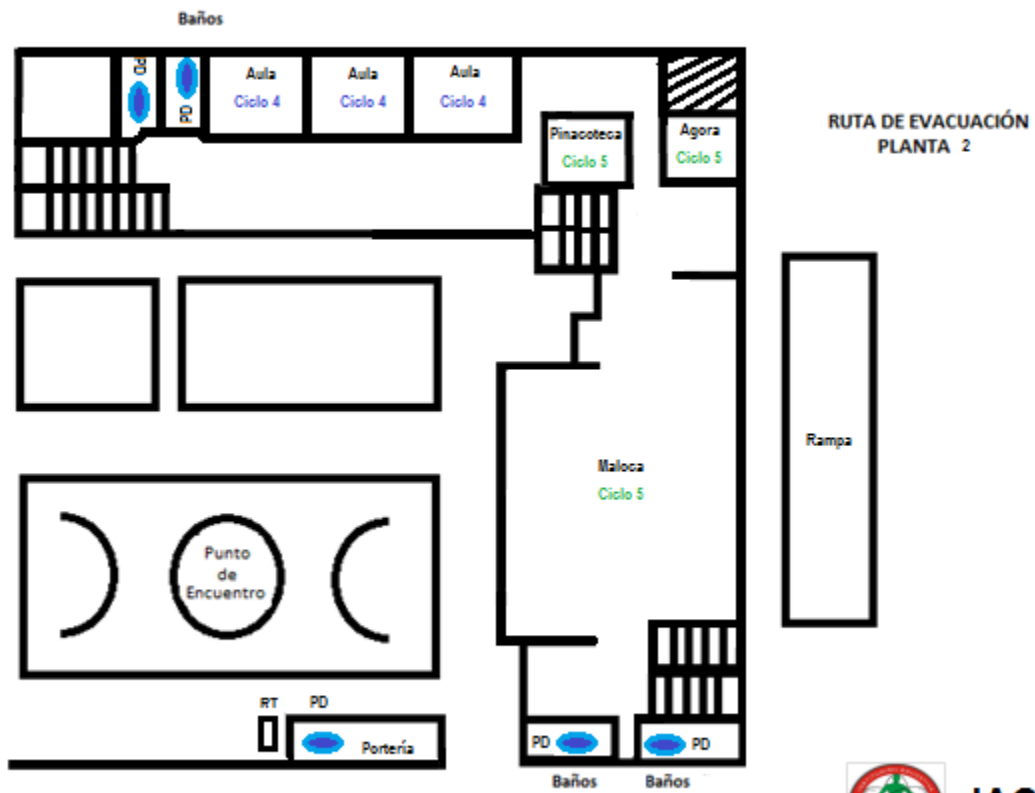 Baños
PD
PD
Aula
Ciclo 4
Aula
Ciclo 4
Aula
Ciclo 4
Pinacoteca
Ciclo 5
Agora
Ciclo 5
RUTA DE EVACUACIÓN
PLANTA 2
Rampa
Maloca
Ciclo 5
Punto
de
Encuentro
RT
PD
Portería
PD
PD
Baños
Baños